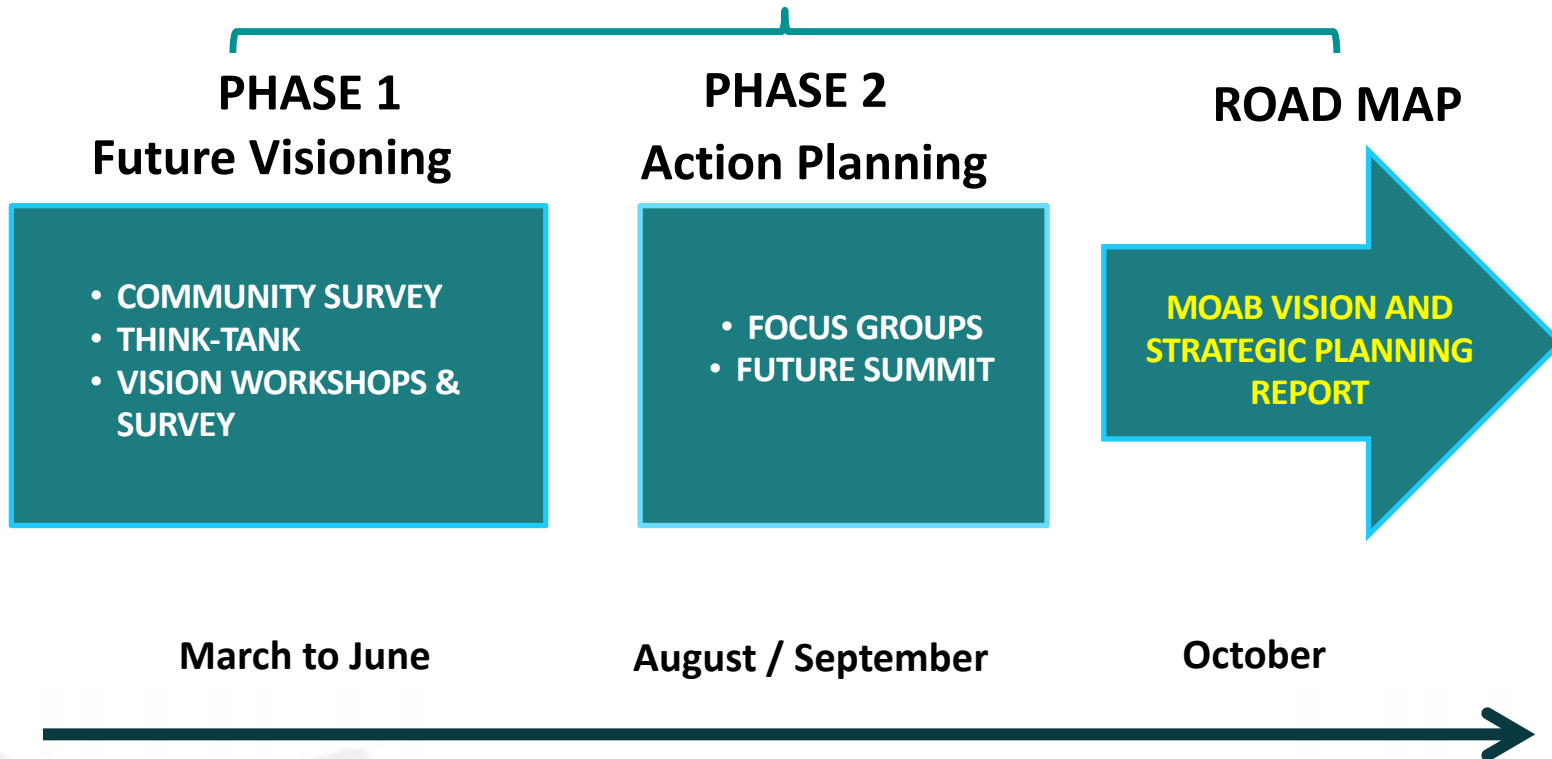 PHASE 1
Future Visioning
• COMMUNITY SURVEY
• THINK-TANK
• VISION WORKSHOPS &
SURVEY
March to June
PHASE 2
Action Planning
• FOCUS GROUPS
• FUTURE SUMMIT
August / September
ROAD MAP
MOAB VISION AND
STRATEGIC PLANNING
REPORT
October